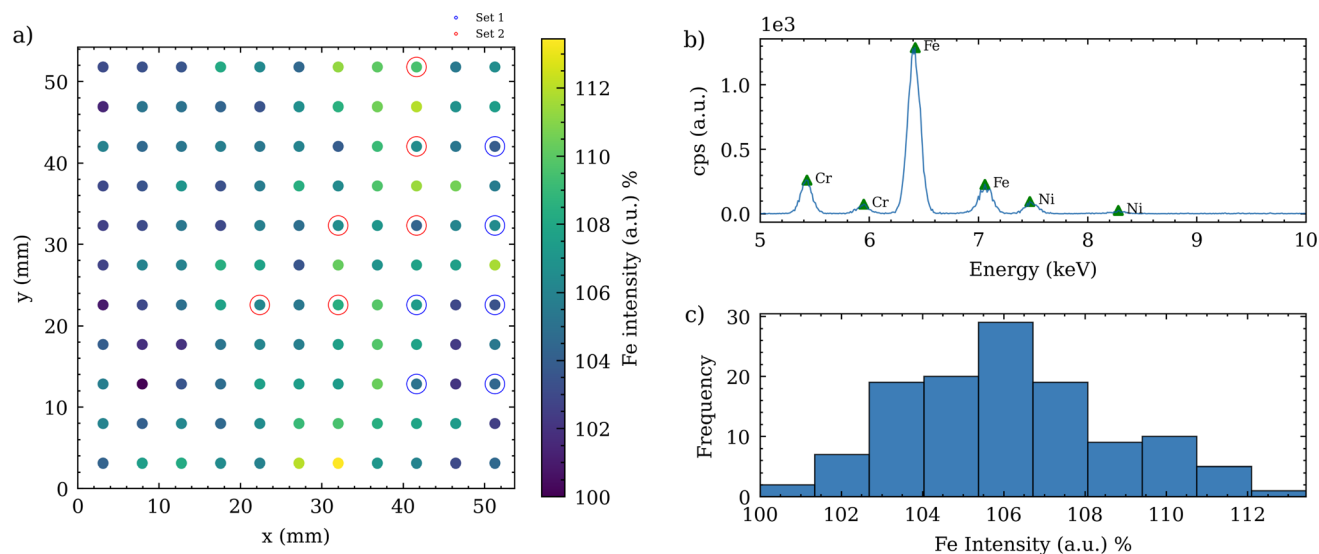 a)
Set 1
Set 2
50
40
30
20
10
0
y (mm)
0 10 20 30 40 50
x (mm)
112
110
108
106
104
102
100
Fe intensity (a.u.) %
b)
1e3
1.3
0.9
0.4
0.0
cps (a.u.)
Cr
Cr
Fe
Fe
Ni
Ni
5 6 7 8 9 10
Energy (keV)
c)
30
20
10
0
Frequency
100 102 104 106 108 110 112
Fe Intensity (a.u.) %